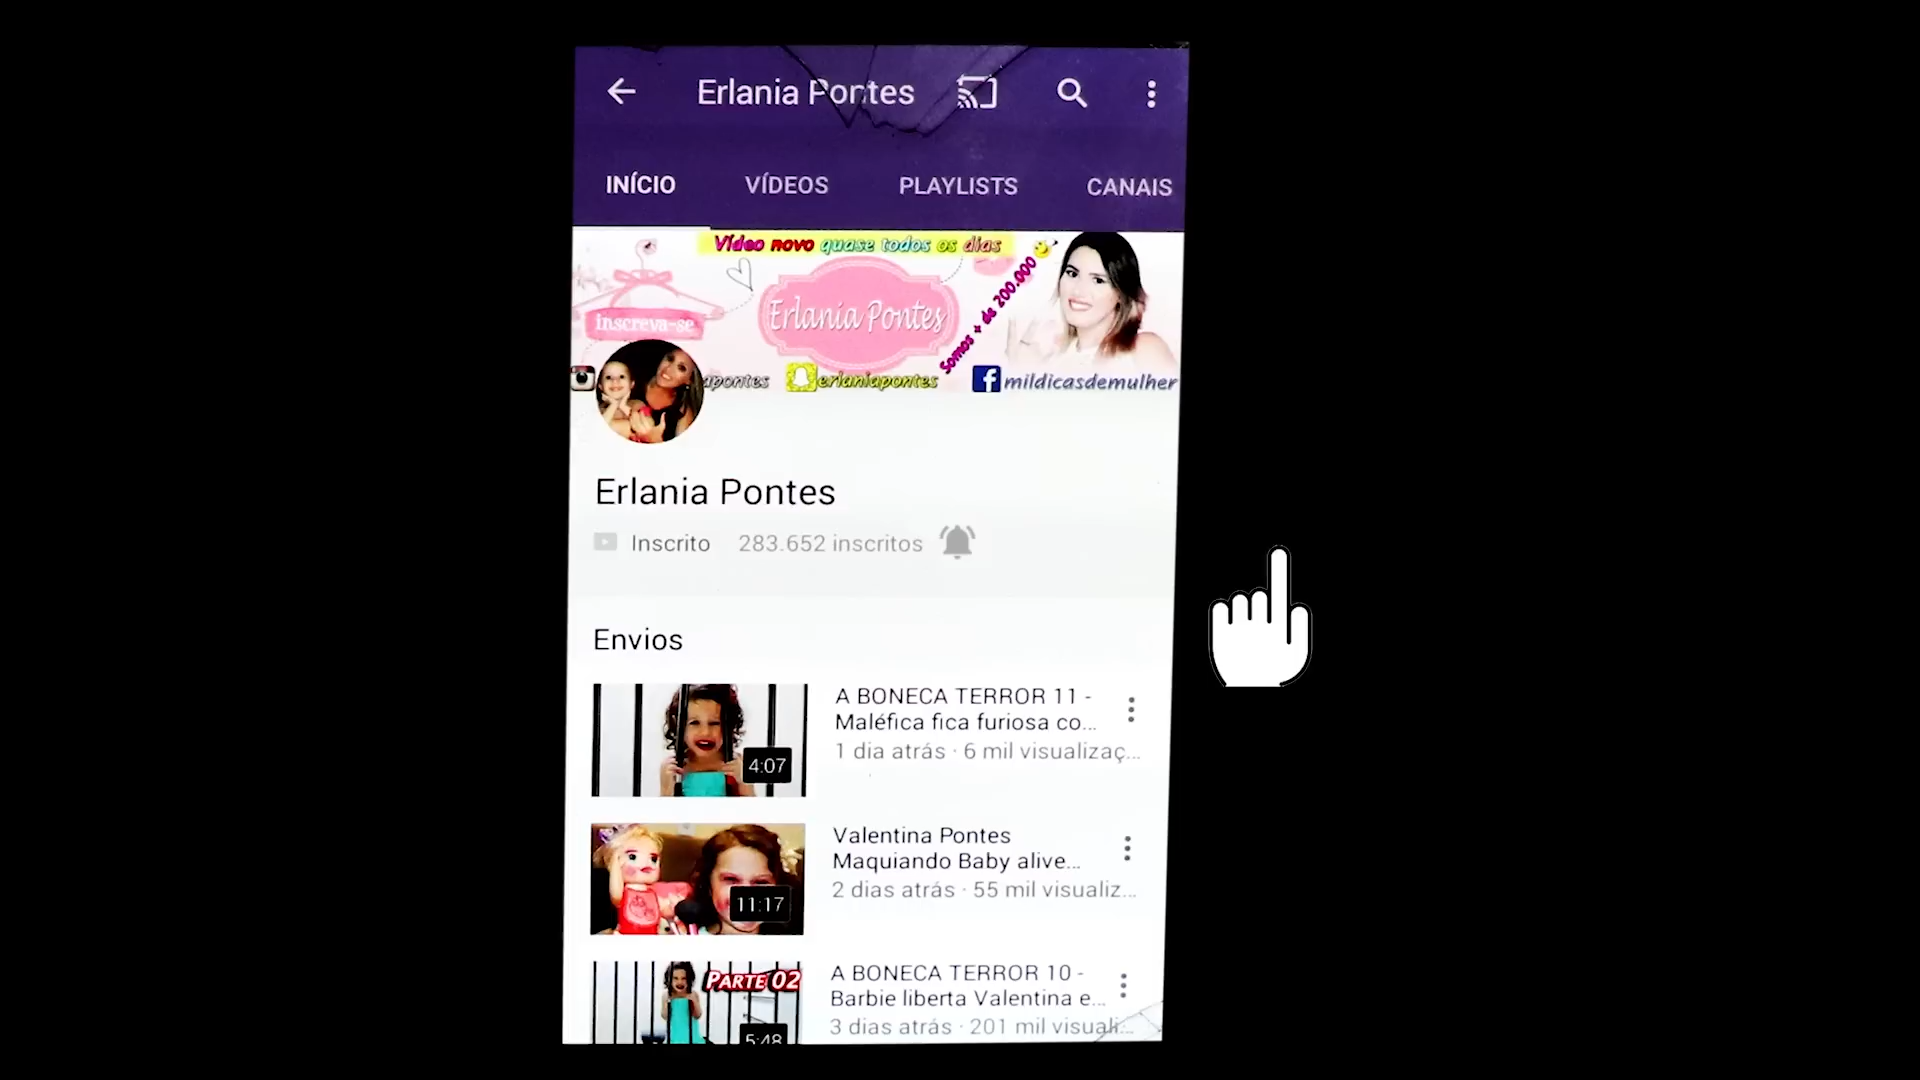 Erlania Pontes
INÍCIO VÍDEOS PLAYLISTS CANAIS
Vídeo novo quase todos os dias
Somos + de 200.000
inscreva-se
Erlania Pontes
apontes
erlaniapontes
mildicasdemulher
Erlania Pontes
Inscrito 283.652 inscritos
Envios
A BONECA TERROR 11 -
Maléfica fica furiosa co...
1 dia atrás · 6 mil visualizaç...
4:07
Valentina Pontes
Maquiando Baby alive...
2 dias atrás · 55 mil visualiz...
11:17
PARTE 02
A BONECA TERROR 10 -
Barbie liberta Valentina e...
3 dias atrás · 201 mil visuali...
5:48